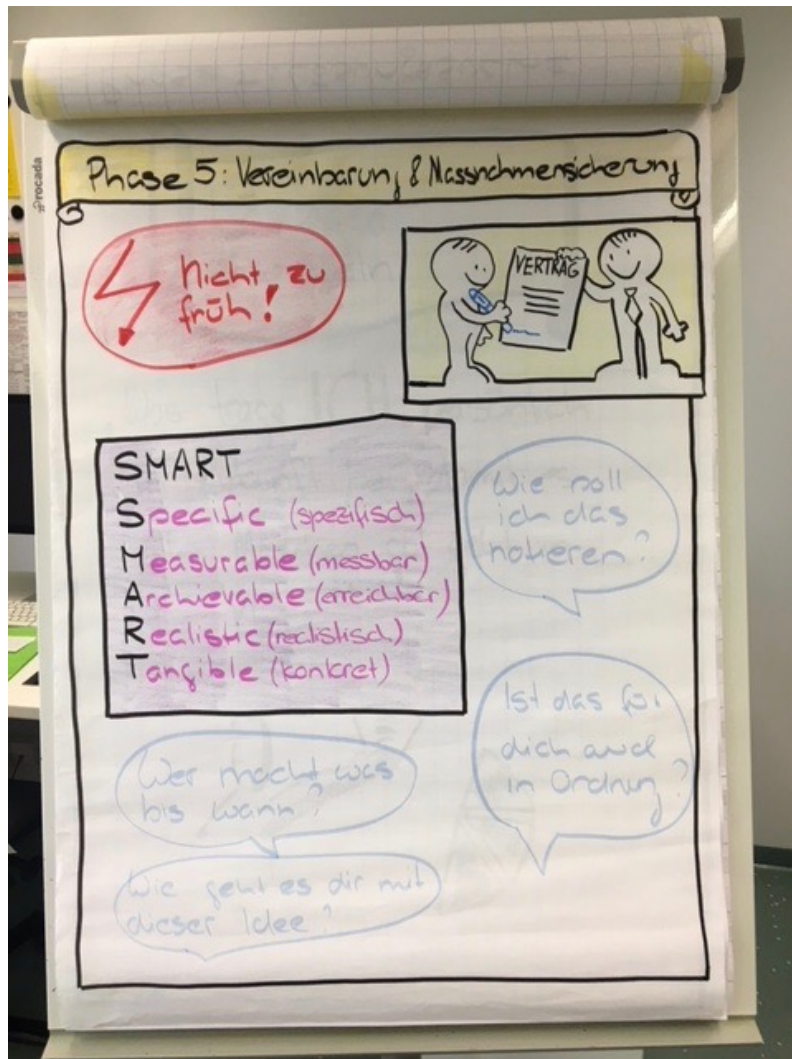 Phase 5: Vereinbarung & Massnahmensicherung
Nicht zu
früh!
VERTRAG
SMART
Specific (spezifisch)
Measurable (messbar)
Archievable (erreichbar)
Realistic (realistisch)
Tangible (konkret)
Wie soll
ich das
notieren?
Ist das für
dich auch
in Ordnung?
Wer macht was
bis wann?
Wie geht es dir mit
dieser Idee?
rocada